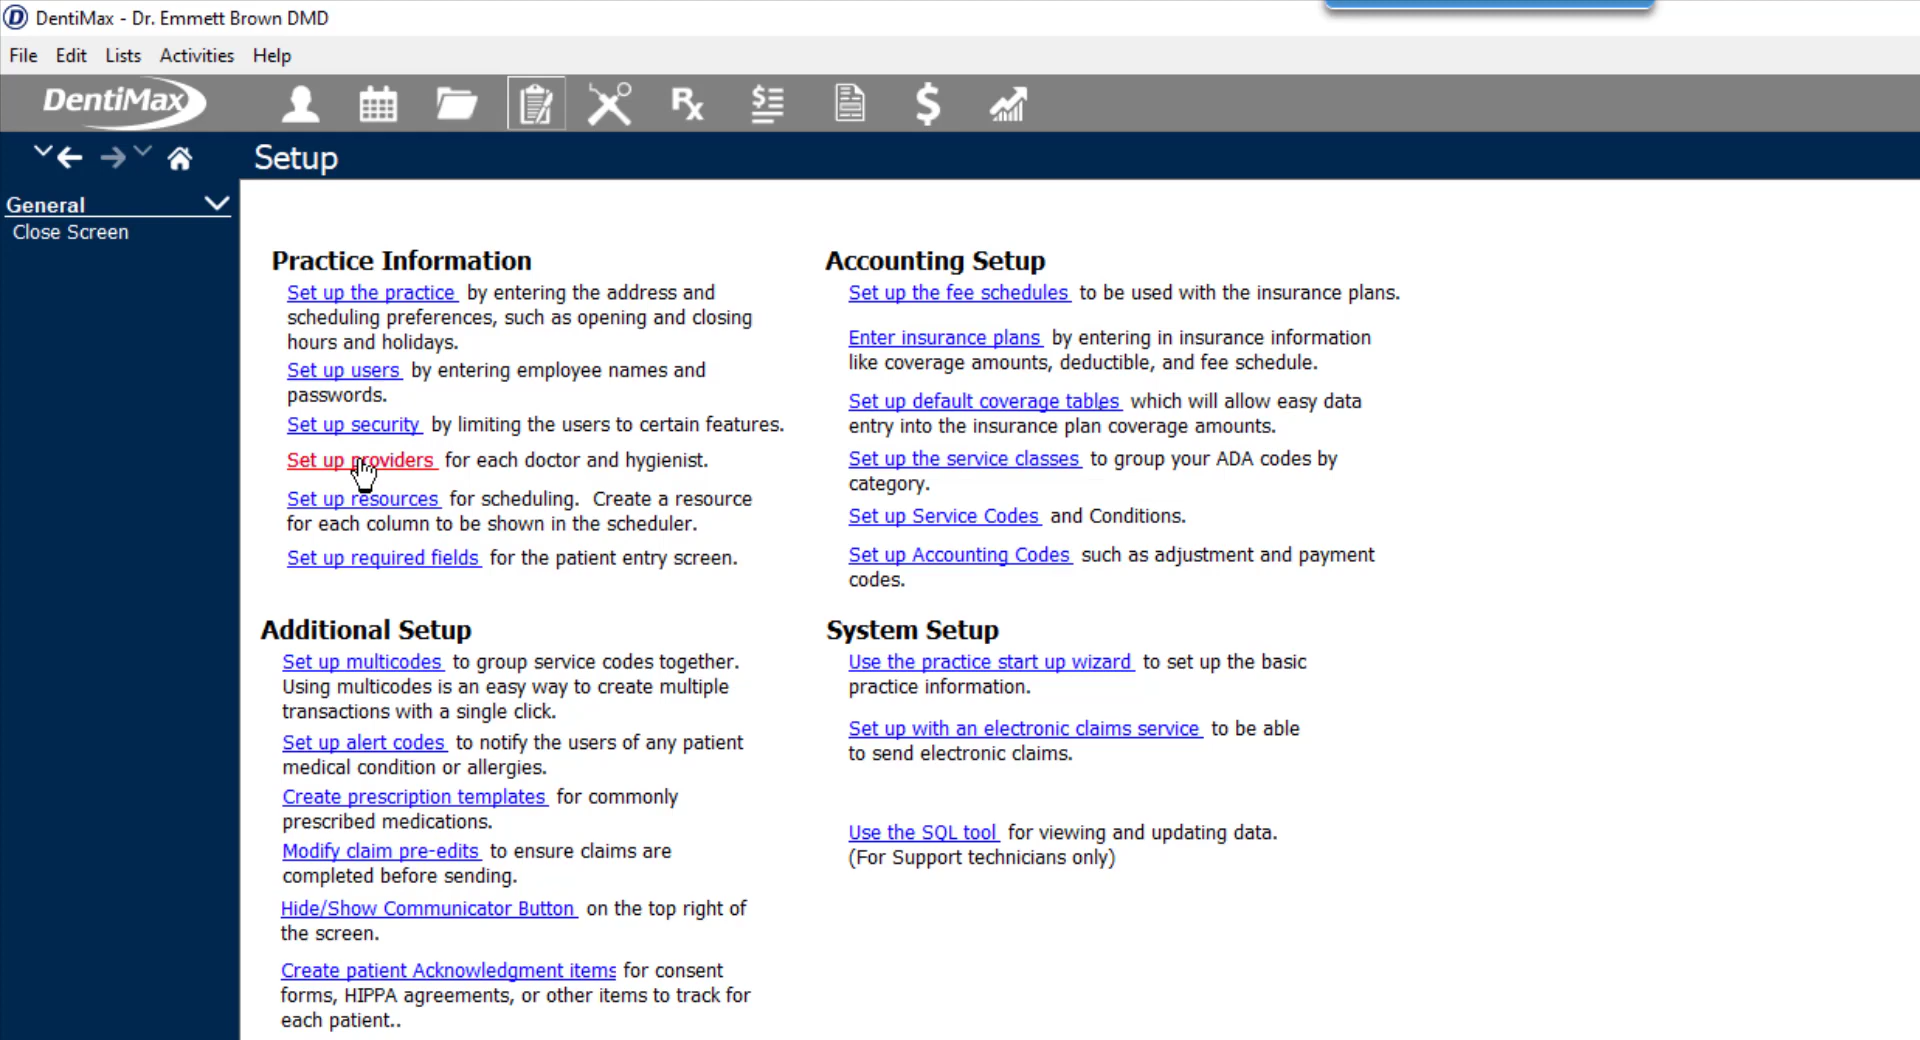 DentiMax - Dr. Emmett Brown DMD
File Edit Lists Activities Help
DentiMax
Rx
$
$
Setup
General
Close Screen
Practice Information
Set up the practice by entering the address and
scheduling preferences, such as opening and closing
hours and holidays.
Set up users by entering employee names and
passwords.
Set up security by limiting the users to certain features.
Set up providers for each doctor and hygienist.
Set up resources for scheduling. Create a resource
for each column to be shown in the scheduler.
Set up required fields for the patient entry screen.
Accounting Setup
Set up the fee schedules to be used with the insurance plans.
Enter insurance plans by entering in insurance information
like coverage amounts, deductible, and fee schedule.
Set up default coverage tables which will allow easy data
entry into the insurance plan coverage amounts.
Set up the service classes to group your ADA codes by
category.
Set up Service Codes and Conditions.
Set up Accounting Codes such as adjustment and payment
codes.
Additional Setup
Set up multicodes to group service codes together.
Using multicodes is an easy way to create multiple
transactions with a single click.
Set up alert codes to notify the users of any patient
medical condition or allergies.
Create prescription templates for commonly
prescribed medications.
Modify claim pre-edits to ensure claims are
completed before sending.
Hide/Show Communicator Button on the top right of
the screen.
Create patient Acknowledgment items for consent
forms, HIPPA agreements, or other items to track for
each patient..
System Setup
Use the practice start up wizard to set up the basic
practice information.
Set up with an electronic claims service to be able
to send electronic claims.
Use the SQL tool for viewing and updating data.
(For Support technicians only)